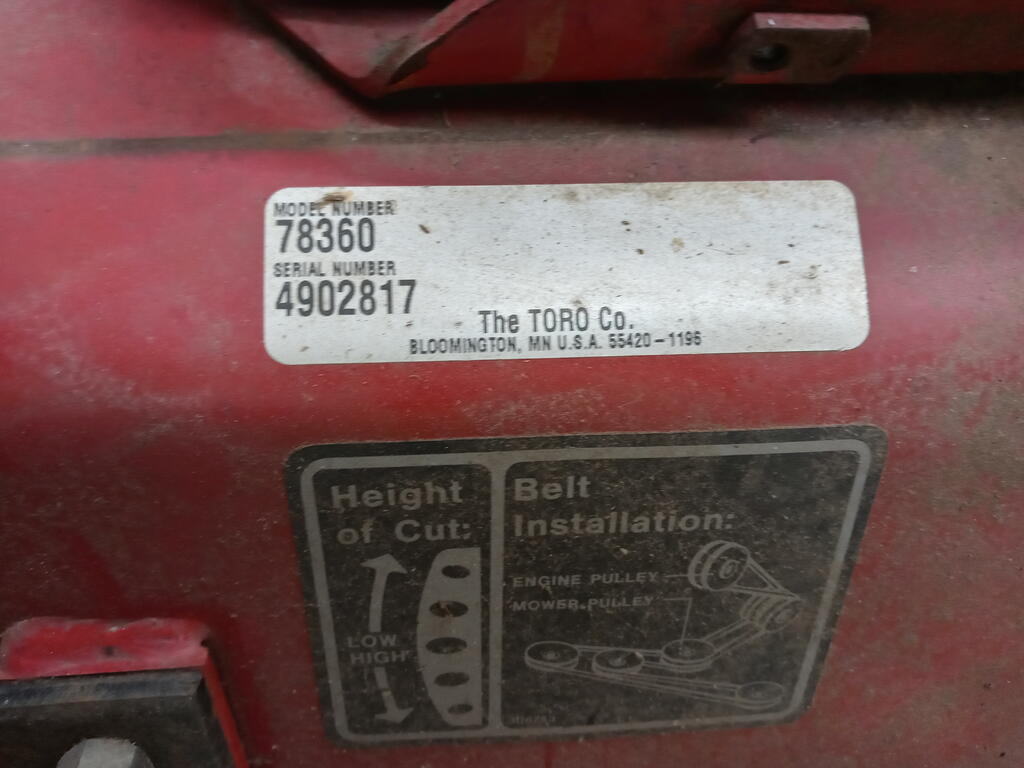 MODEL NUMBER
78360
SERIAL NUMBER
4902817
The TORO Co.
BLOOMINGTON, MN U.S.A. 55420-1196
Height
of Cut:
LOW
HIGH
Belt
Installation:
ENGINE PULLEY
MOWER PULLEY